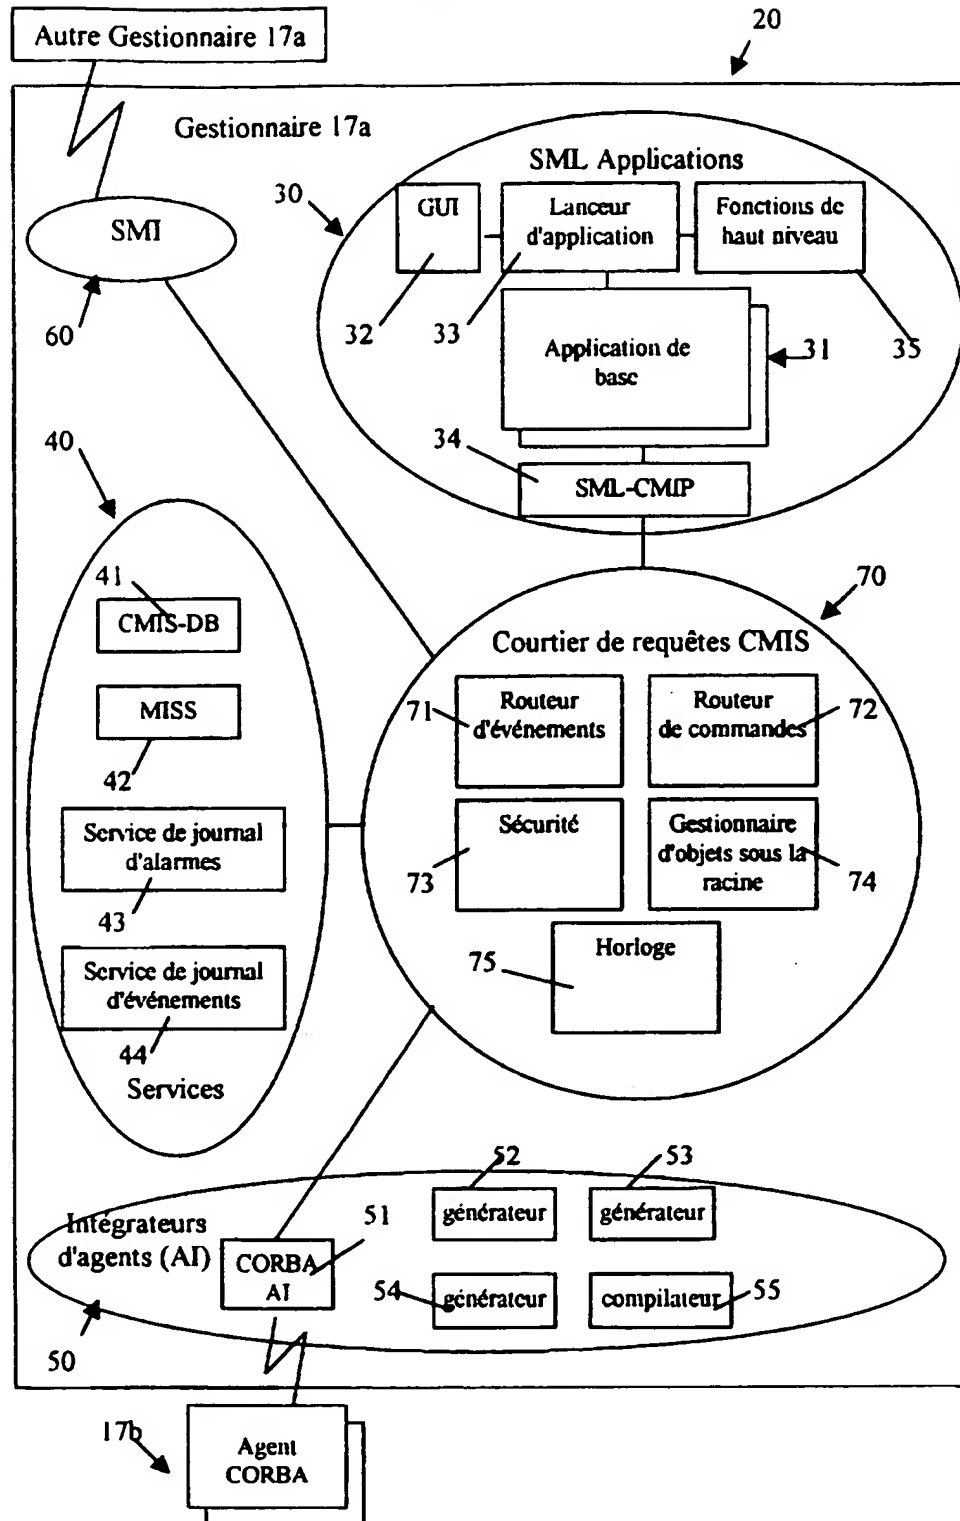 Autre Gestionnaire 17a
20
Gestionnaire 17a
SML Applications
30
GUI
Lanceur
d'application
Fonctions de
haut niveau
SMI
60
32
33
31
35
Application de
base
34
SML-CMIP
40
41
CMIS-DB
MISS
42
Service de journal
d'alarmes
43
Service de journal
d'événements
44
Services
70
Courtier de requêtes CMIS
71
Routeur
d'événements
Routeur
de commandes
72
Sécurité
73
Gestionnaire
d'objets sous la
racine
74
Horloge
75
52
53
Intégrateurs
d'agents (AI)
51
générateur
générateur
CORBA
AI
54
générateur
compilateur
55
50
17b
Agent
CORBA